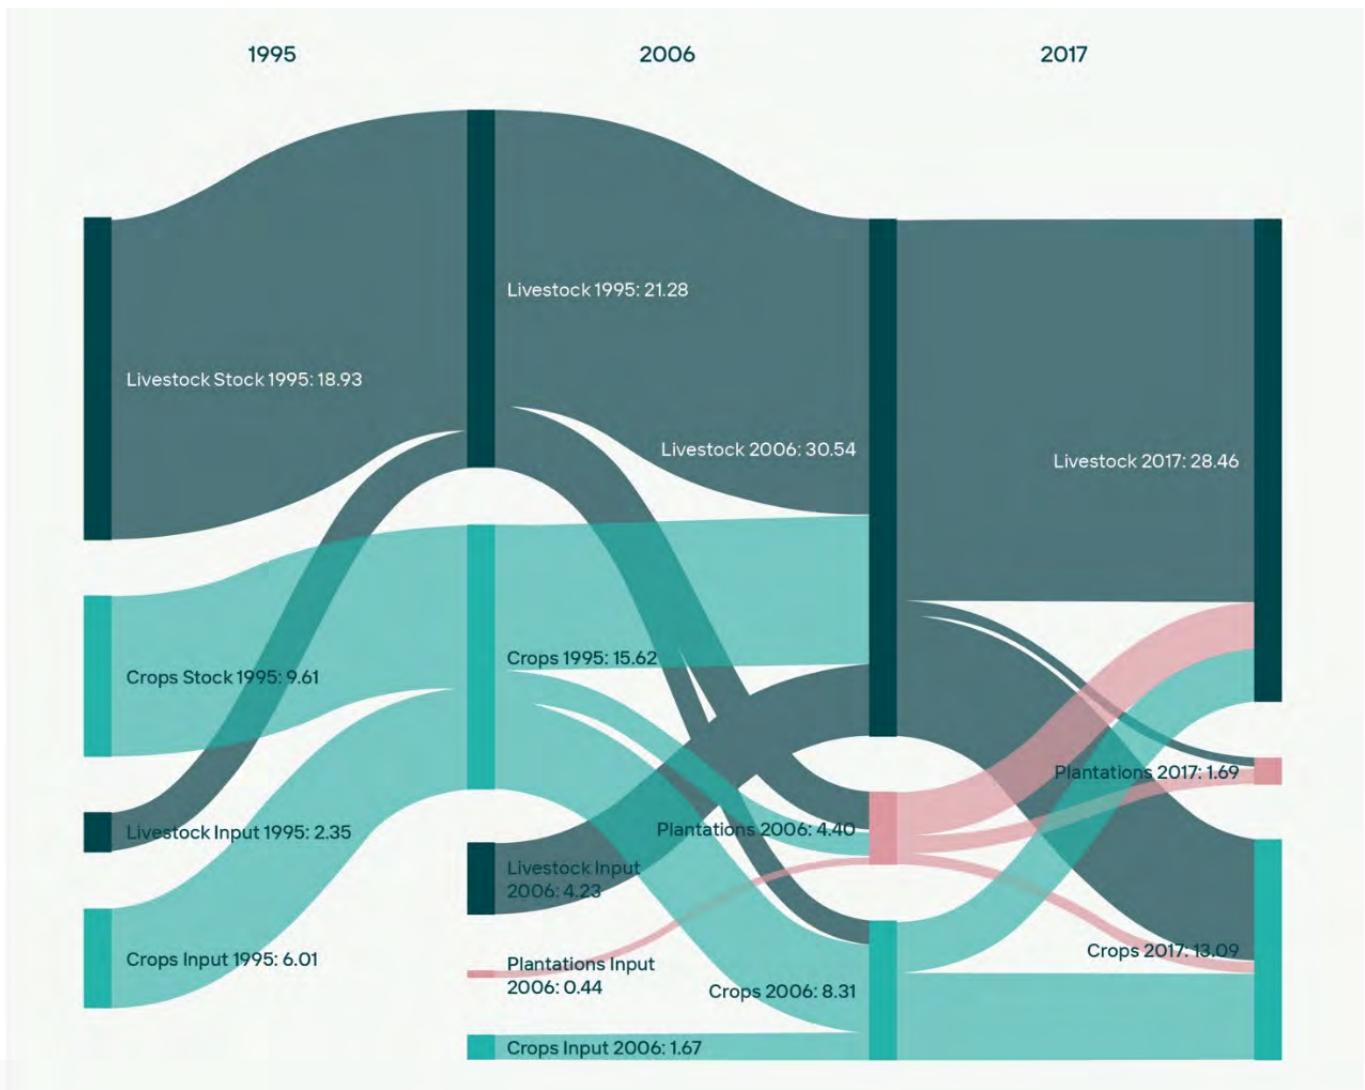 1995
2006
2017
Livestock 1995: 21.28
Livestock Stock 1995: 18.93
Livestock 2006: 30.54
Livestock 2017: 28.46
Crops 1995: 15.62
Crops Stock 1995: 9.61
Plantations 2017: 1.69
Livestock Input 1995: 2.35
Plantations 2006: 4.40
Livestock Input
2006: 4.23
Crops 2017: 13.09
Crops Input 1995: 6.01
Plantations Input
2006: 0.44
Crops 2006: 8.31
Crops Input 2006: 1.67